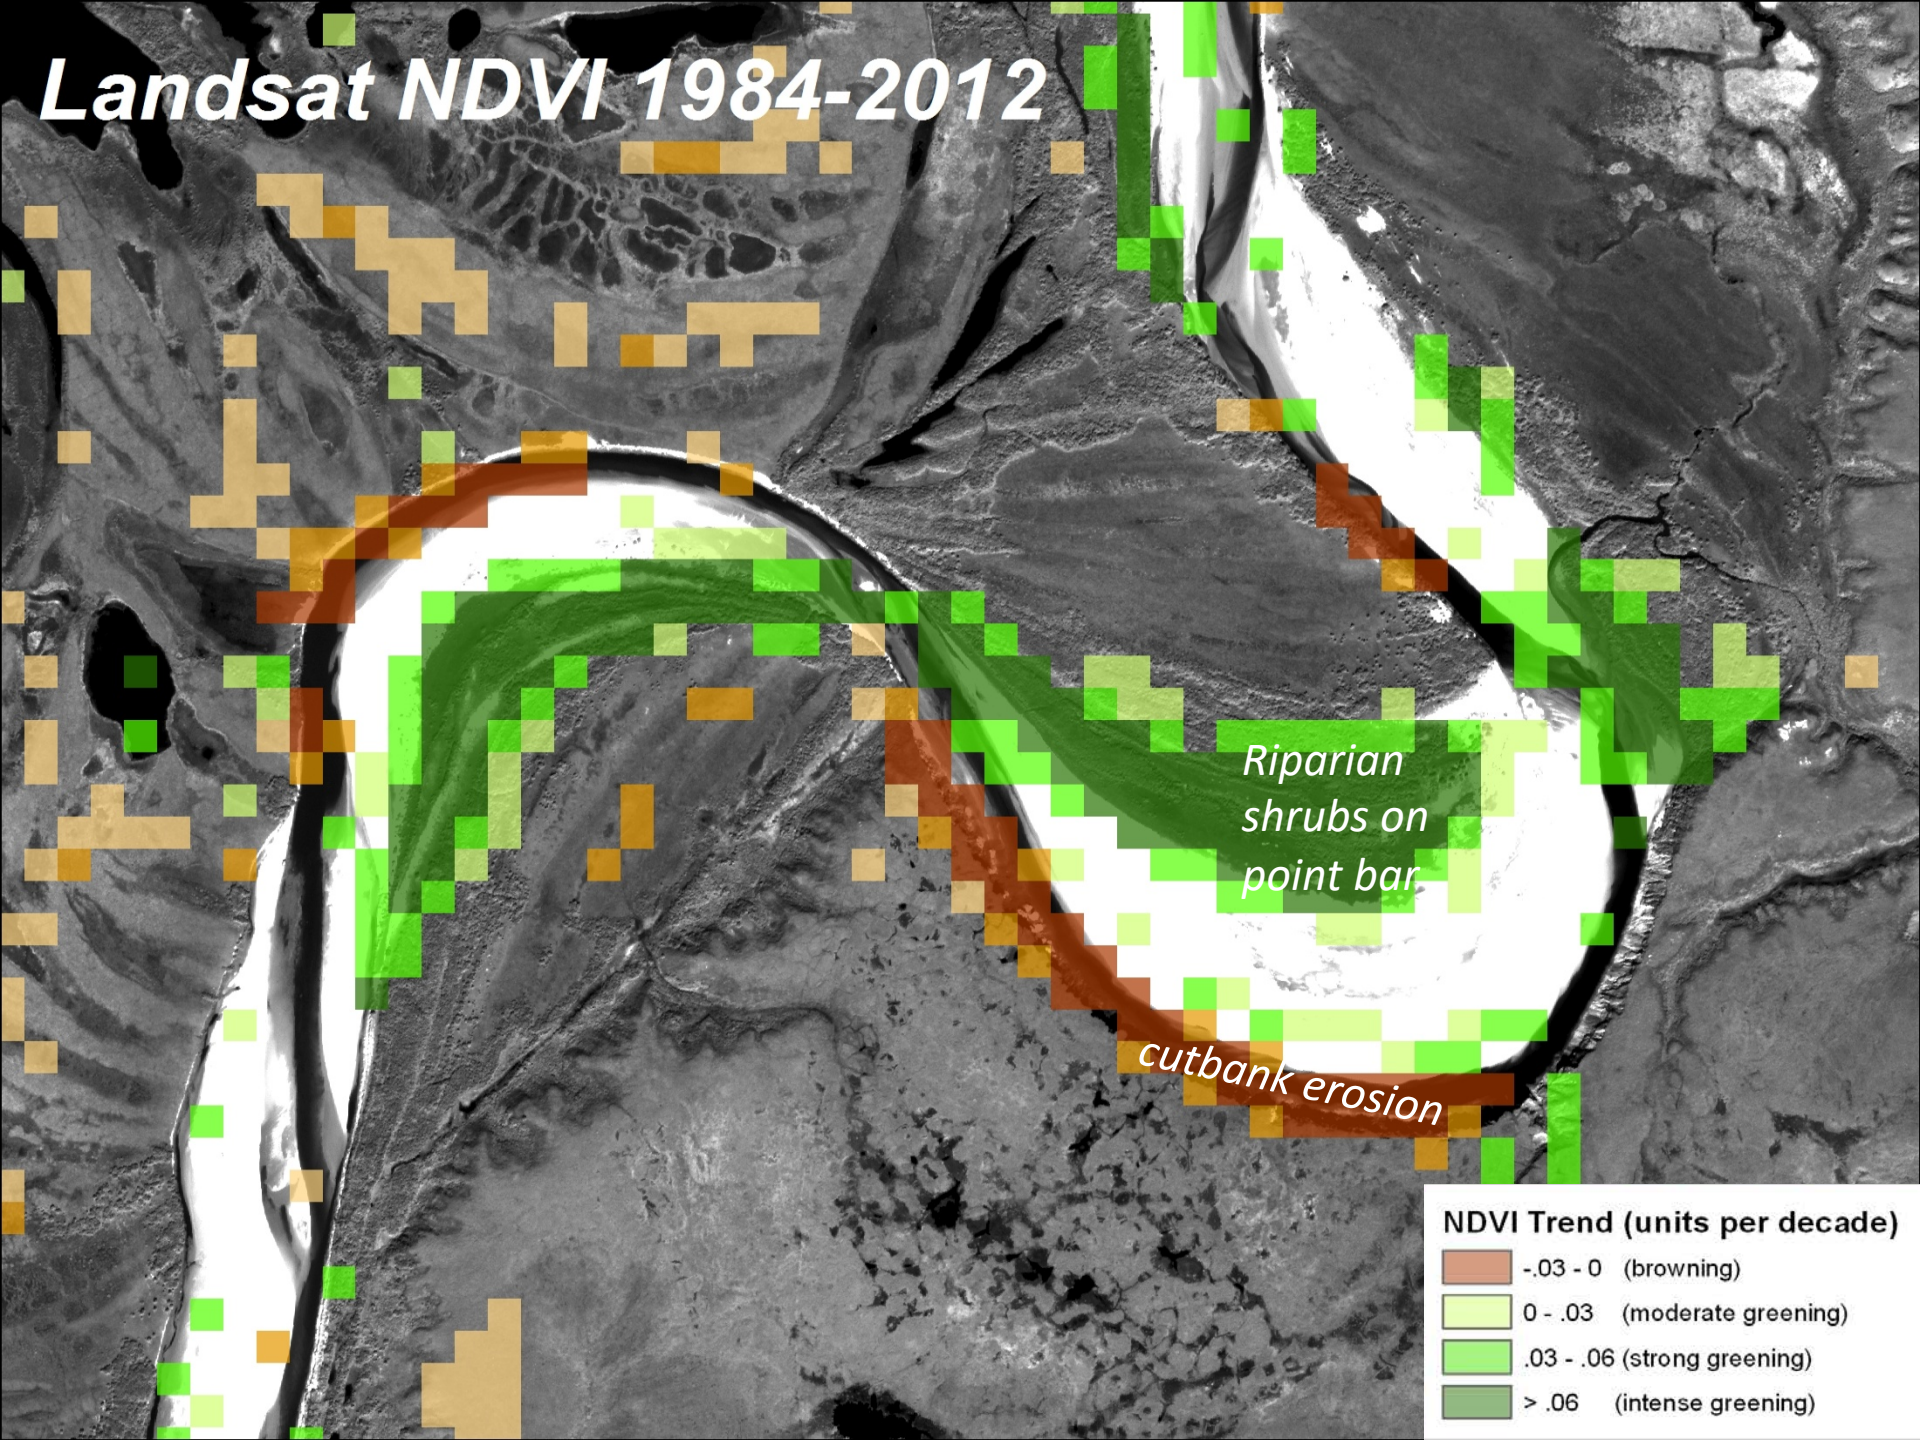 Landsat NDVI 1984-2012
Riparian
shrubs on
point bar
cutbank erosion
NDVI Trend (units per decade)
-.03 - 0 (browning)
0 - .03 (moderate greening)
.03 - .06 (strong greening)
> .06 (intense greening)